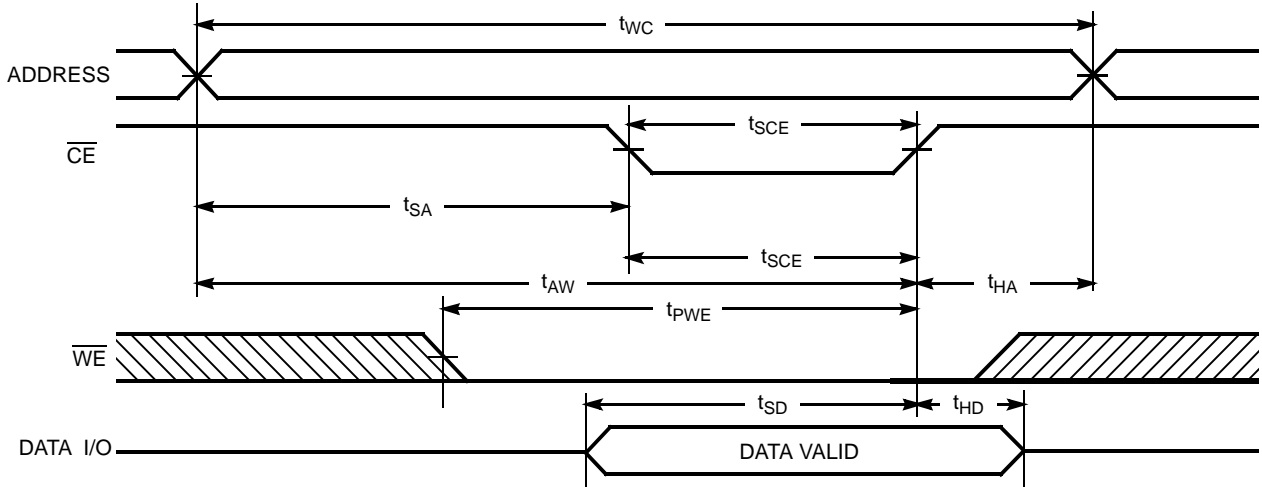 tWC
ADDRESS
tSCE
CE
tSA
tSCE
tAW
tHA
tPWE
WE
tSD
tHD
DATA I/O
DATA VALID